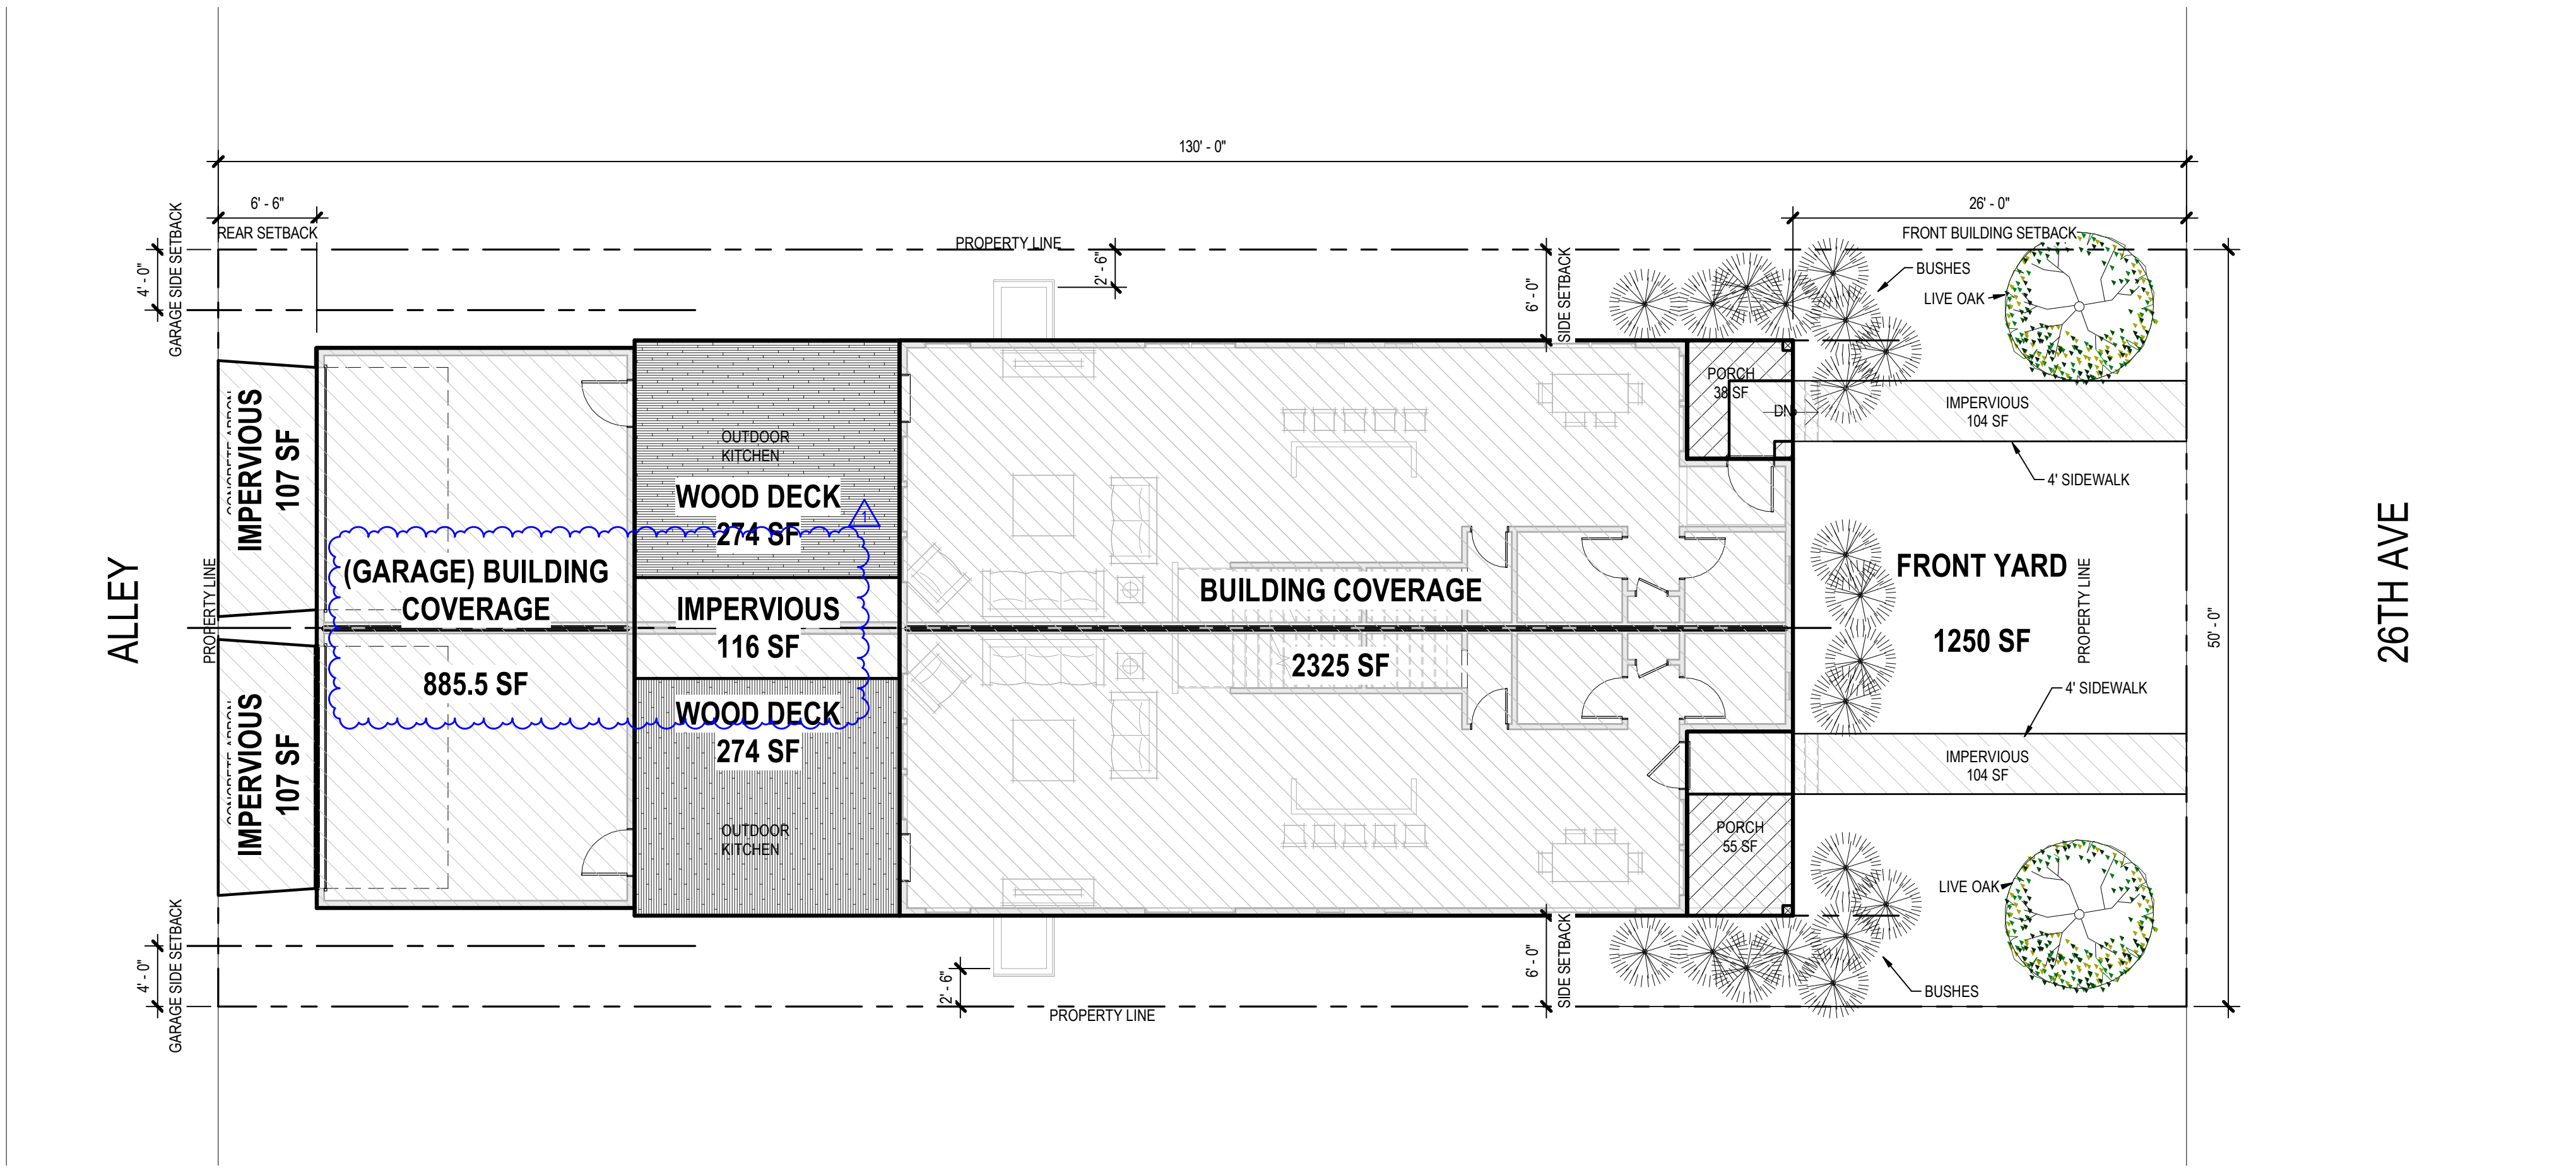 130' - 0"
6' - 6"
REAR SETBACK
26' - 0"
FRONT BUILDING SETBACK
GARAGE SIDE SETBACK
4' - 0"
PROPERTY LINE
2' - 6"
6' - 0"
SIDE SETBACK
BUSHES
LIVE OAK
PORCH
38 SF
DN
IMPERVIOUS
104 SF
4' SIDEWALK
CONCRETE APRON
IMPERVIOUS
107 SF
OUTDOOR
KITCHEN
WOOD DECK
274 SF
1
ALLEY
PROPERTY LINE
(GARAGE) BUILDING
COVERAGE
885.5 SF
IMPERVIOUS
116 SF
BUILDING COVERAGE
2325 SF
FRONT YARD
1250 SF
PROPERTY LINE
50' - 0"
26TH AVE
CONCRETE APRON
IMPERVIOUS
107 SF
WOOD DECK
274 SF
OUTDOOR
KITCHEN
4' SIDEWALK
IMPERVIOUS
104 SF
PORCH
55 SF
LIVE OAK
BUSHES
GARAGE SIDE SETBACK
4' - 0"
2' - 6"
6' - 0"
SIDE SETBACK
PROPERTY LINE